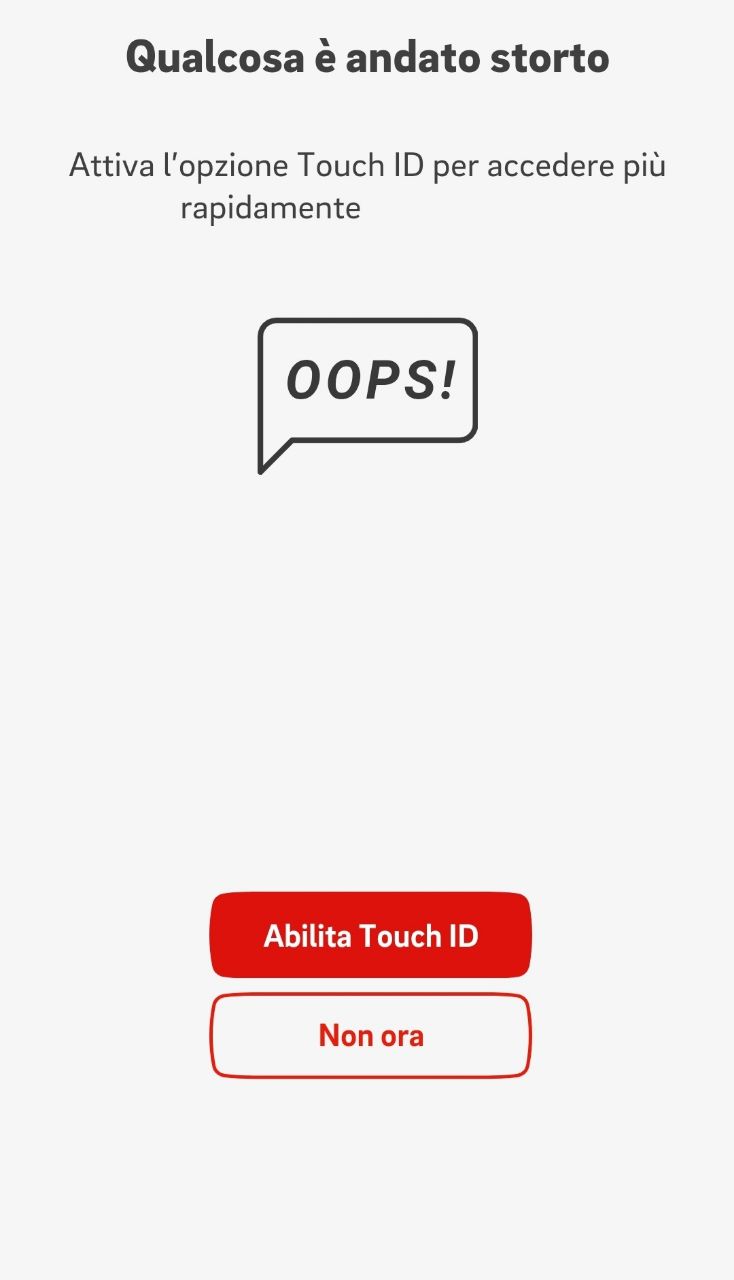 Qualcosa è andato storto
Attiva l'opzione Touch ID per accedere più
rapidamente
OOPS!
Abilita Touch ID
Non ora